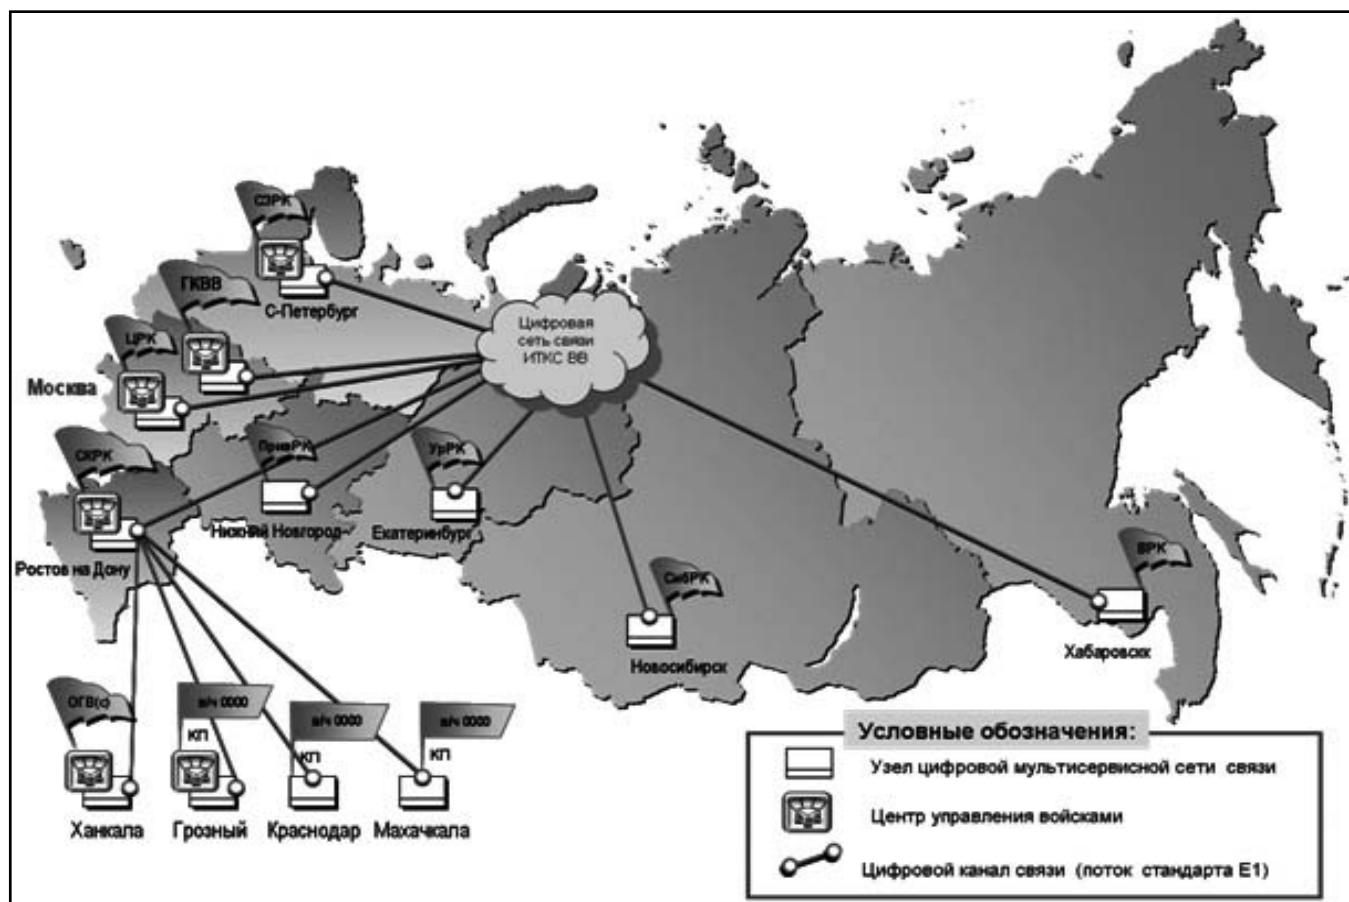 СЗРК
ГКВВ
С-Петербург
ЦРК
Москва
Цифровая
сеть связи
ИТКС ВВ
СКРК
ПривРК
УрРК
Нижний Новгород
Екатеринбург
Ростов на Дону
СибРК
ВРК
Новосибирск
Хабаровск
ОГВ(с)
в/ч 0000
в/ч 0000
в/ч 0000
КП
КП
КП
Ханкала
Грозный
Краснодар
Махачкала
Условные обозначения:
Узел цифровой мультисервисной сети связи
Центр управления войсками
Цифровой канал связи (поток стандарта Е1)